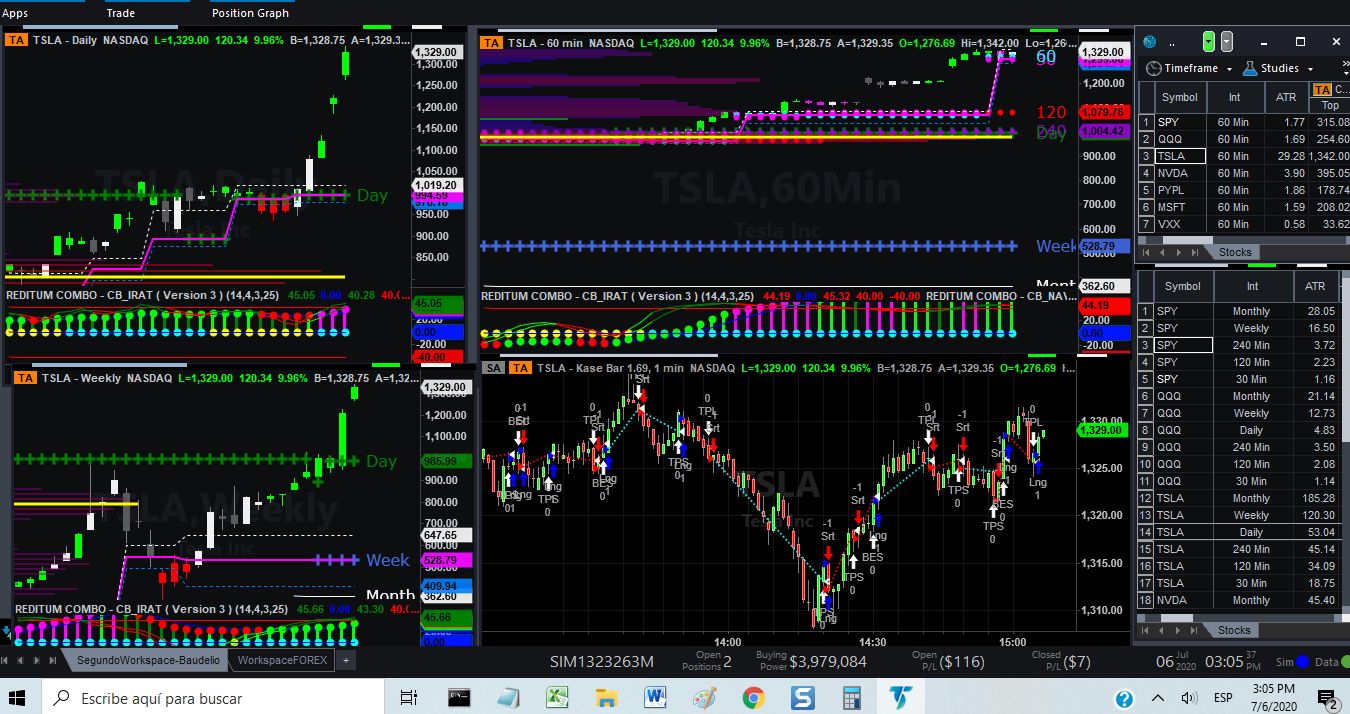 Apps Trade Position Graph
TA TSLA - Daily NASDAQ L=1,329.00 120.34 9.96% B=1,328.75 A=1,329.3...
1,329.00
1,300.00
1,250.00
1,200.00
1,150.00
1,100.00
1,050.00
1,019.20
994.59
950.00
900.00
850.00
TSLA, Daily
Tesla Inc
Day
REDITUM COMBO - CB_IRAT ( Version 3 ) (14,4,3,25) 45.05 0.00 40.28 40.(...
45.05
0.00
-20.00
-40.00
TA TSLA - 60 min NASDAQ L=1,329.00 120.34 9.96% B=1,328.75 A=1,329.35 O=1,276.69 Hi=1,342.00 Lo=1,26...
1,329.00
1,200.00
1,079.76
1,004.42
900.00
800.00
700.00
600.00
528.79
500.00
362.60
60
30
120
240
Day
TSLA,60Min
Tesla Inc
Week
Mont
REDITUM COMBO - CB_IRAT ( Version 3 ) (14,4,3,25) 44.19 0.00 45.32 40.00 -40.00 REDITUM COMBO - CB_NA\...
44.19
20.00
0.00
-20.00
TA TSLA - Weekly NASDAQ L=1,329.00 120.34 9.96% B=1,328.75 A=1,32...
1,329.00
1,200.00
1,100.00
985.99
900.00
800.00
700.00
647.65
528.79
500.00
409.94
362.60
TSLA, Weekly
Tesla Inc
Day
Week
Month
REDITUM COMBO - CB_IRAT ( Version 3 ) (14,4,3,25) 45.66 0.00 43.30 40.(...
45.66
0.00
SA TA TSLA - Kase Bar 1.69, 1 min NASDAQ L=1,329.00 120.34 9.96% B=1,328.75 A=1,329.35 O=1,276.69 H...
1,330.00
1,329.00
1,325.00
1,320.00
1,315.00
1,310.00
TSLA
Tesla Inc
14:00 14:30 15:00
Timeframe Studies
Symbol Int ATR TA C...
Top
1 SPY 60 Min 1.77 315.08
2 QQQ 60 Min 1.69 254.60
3 TSLA 60 Min 29.28 1,342.00
4 NVDA 60 Min 3.90 395.05
5 PYPL 60 Min 1.86 178.74
6 MSFT 60 Min 1.59 208.02
7 VXX 60 Min 0.58 33.62
Stocks
Symbol Int ATR
1 SPY Monthly 28.05
2 SPY Weekly 16.50
3 SPY 240 Min 3.72
4 SPY 120 Min 2.23
5 SPY 30 Min 1.16
6 QQQ Monthly 21.14
7 QQQ Weekly 12.73
8 QQQ Daily 4.83
9 QQQ 240 Min 3.50
10 QQQ 120 Min 2.08
11 QQQ 30 Min 1.14
12 TSLA Monthly 185.28
13 TSLA Weekly 120.30
14 TSLA Daily 53.04
15 TSLA 240 Min 45.14
16 TSLA 120 Min 34.09
17 TSLA 30 Min 18.75
18 NVDA Monthly 45.40
Stocks
SegundoWorkspace-Baudelio WorkspaceFOREX +
SIM1323263M Open Positions 2 Buying Power $3,979,084 Open P/L ($116) Closed P/L ($7) 06 Jul 2020 03:05 37 PM Sim Data
Escribe aquí para buscar
ESP
3:05 PM
7/6/2020
2